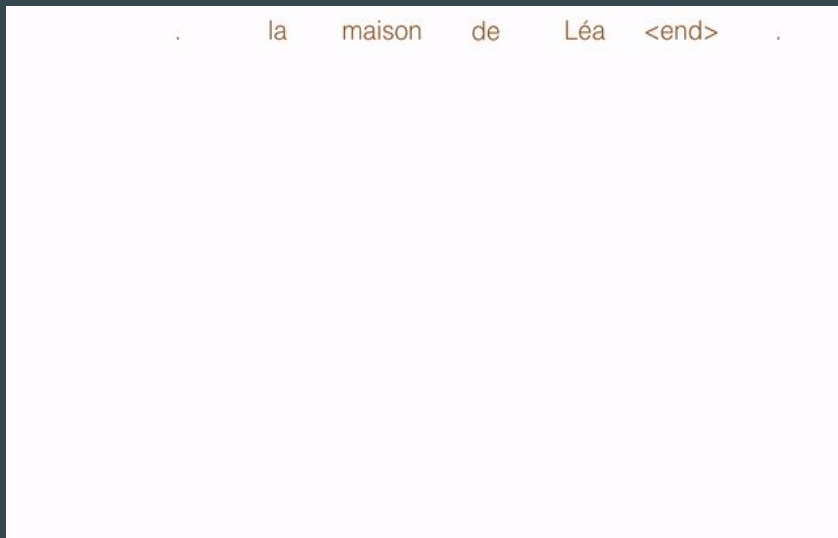 . la maison de Léa <end> .